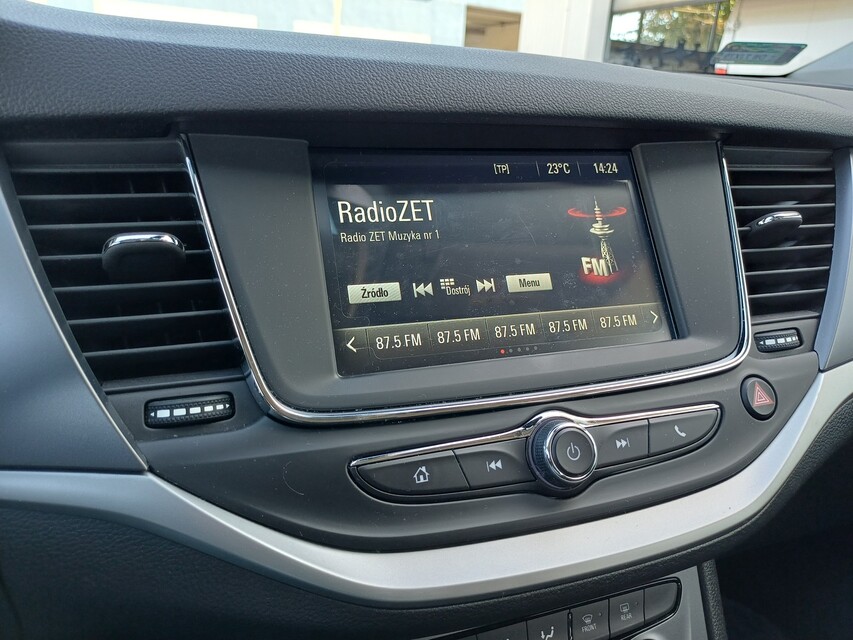 [TP] 23°C 14:24
RadioZET
Radio ZET Muzyka nr 1
FM
Źródło Dostrój Menu
87.5 FM 87.5 FM 87.5 FM 87.5 FM 87.5 FM
FRONT REAR